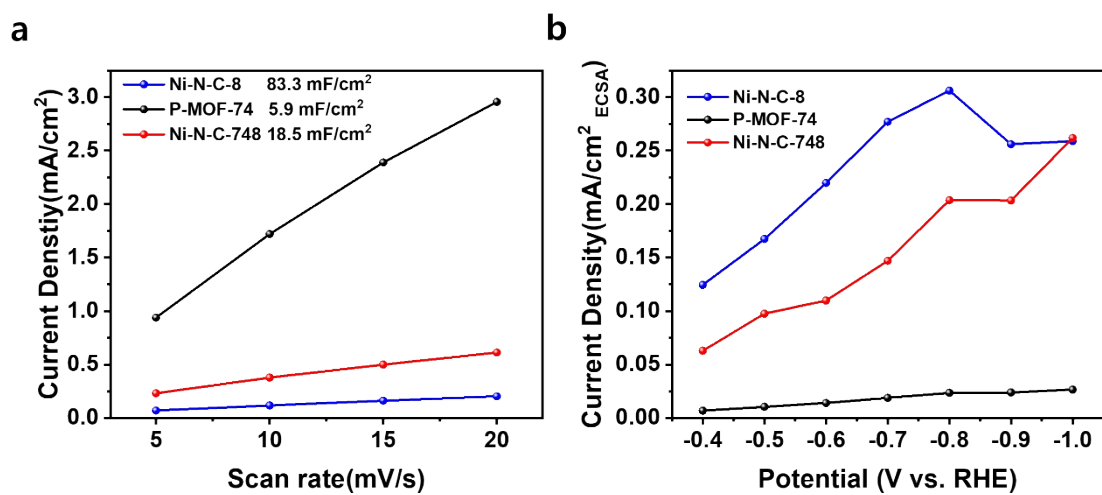 a
Ni-N-C-8 83.3 mF/cm²
P-MOF-74 5.9 mF/cm²
Ni-N-C-748 18.5 mF/cm²
Current Denstiy(mA/cm²)
3.0
2.5
2.0
1.5
1.0
0.5
0.0
5 10 15 20
Scan rate(mV/s)
b
Ni-N-C-8
P-MOF-74
Ni-N-C-748
Current Density(mA/cm² ECSA)
0.30
0.25
0.20
0.15
0.10
0.05
0.00
-0.4 -0.5 -0.6 -0.7 -0.8 -0.9 -1.0
Potential (V vs. RHE)